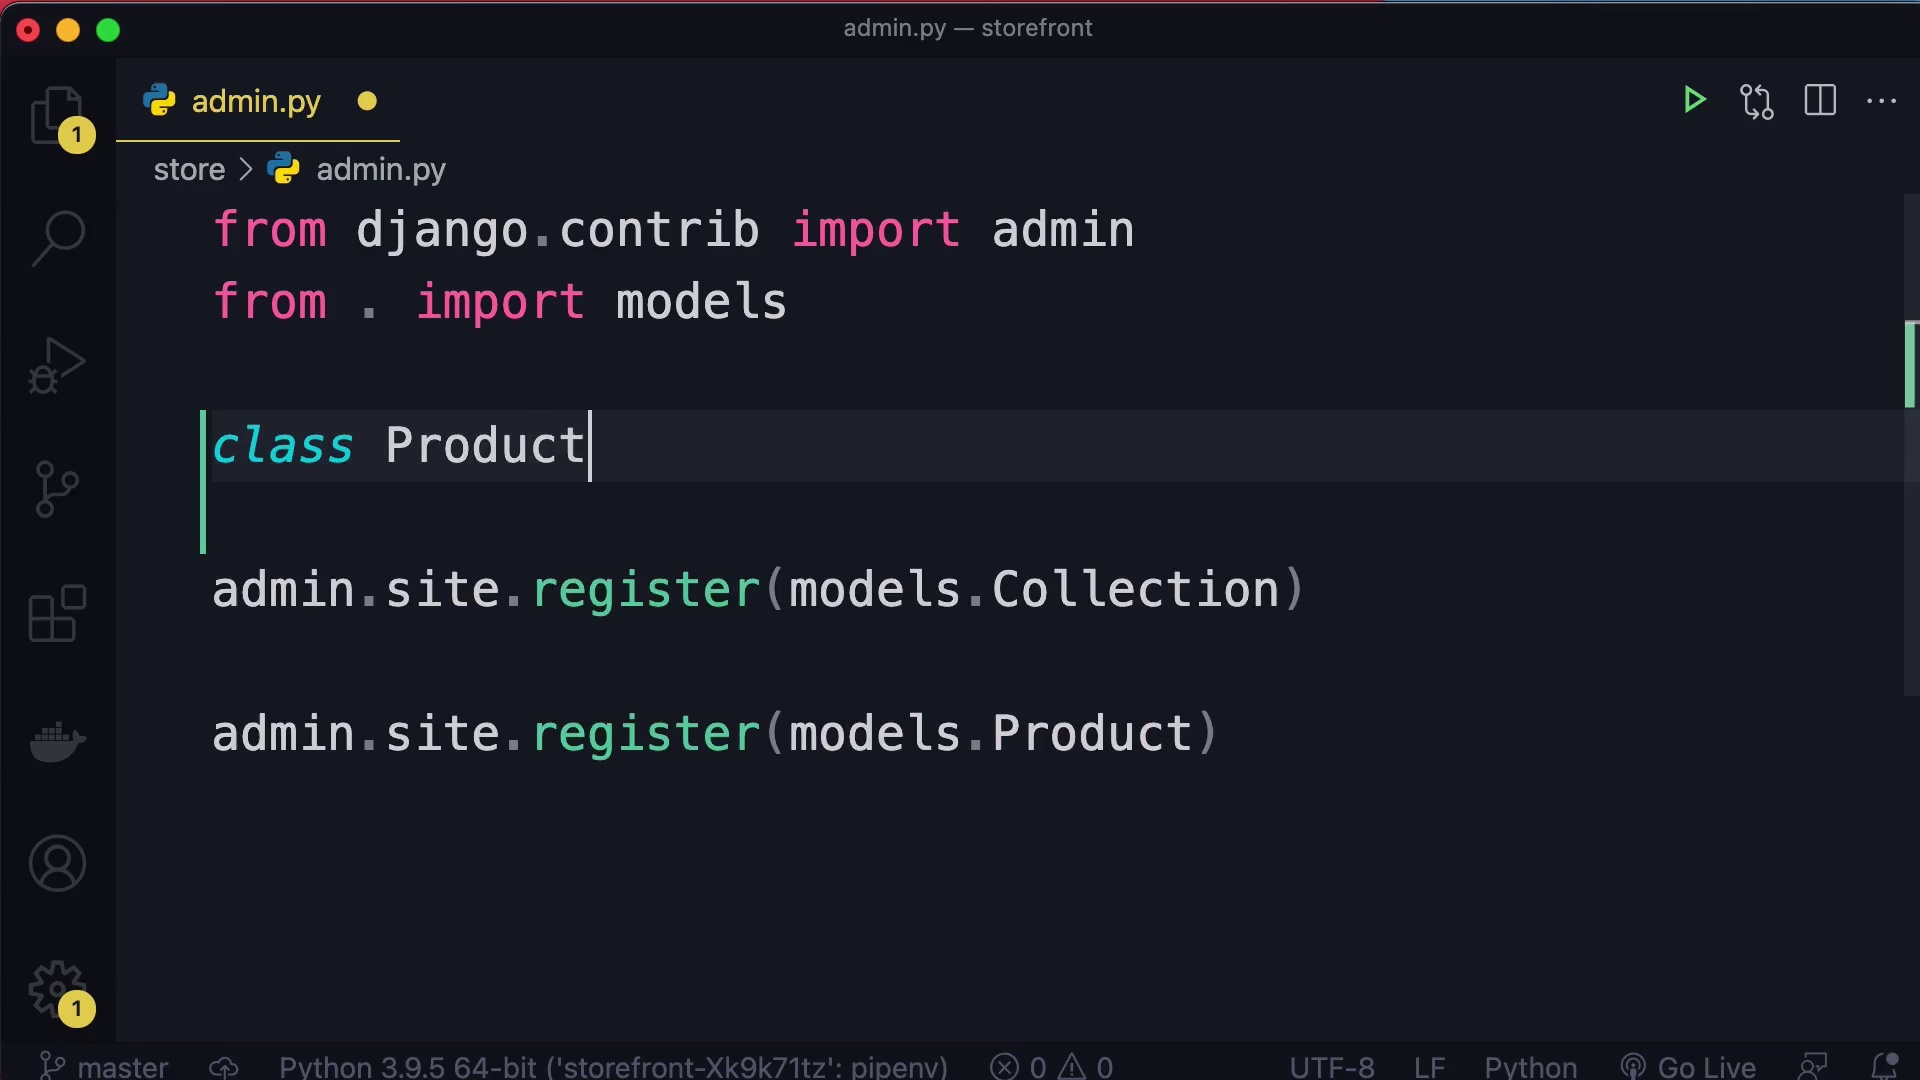 admin.py — storefront
1
admin.py
store > admin.py
from django.contrib import admin
from . import models
class Product
admin.site.register(models.Collection)
admin.site.register(models.Product)
1
master Python 3.9.5 64-bit ('storefront-Xk9k71tz': pipenv) 0 0 UTF-8 LF Python Go Live